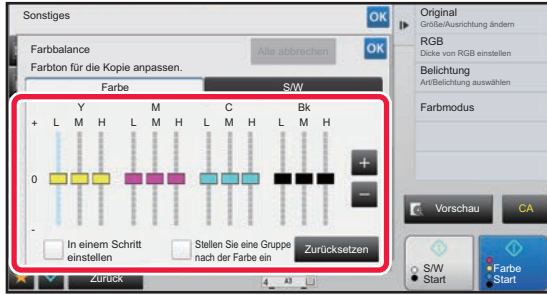 Sonstiges
OK
Farbbalance
Alle abbrechen
OK
Farbton für die Kopie anpassen.
Farbe
S/W
Y
M
C
Bk
+ L M H L M H L M H L M H
0
-
+
-
In einem Schritt
einstellen
Stellen Sie eine Gruppe
nach der Farbe ein
Zurücksetzen
Zurück
4
A3
Original
Größe/Ausrichtung ändern
RGB
Dicke von RGB einstellen
Belichtung
Art/Belichtung auswählen
Farbmodus
Vorschau
CA
S/W
Start
Farbe
Start